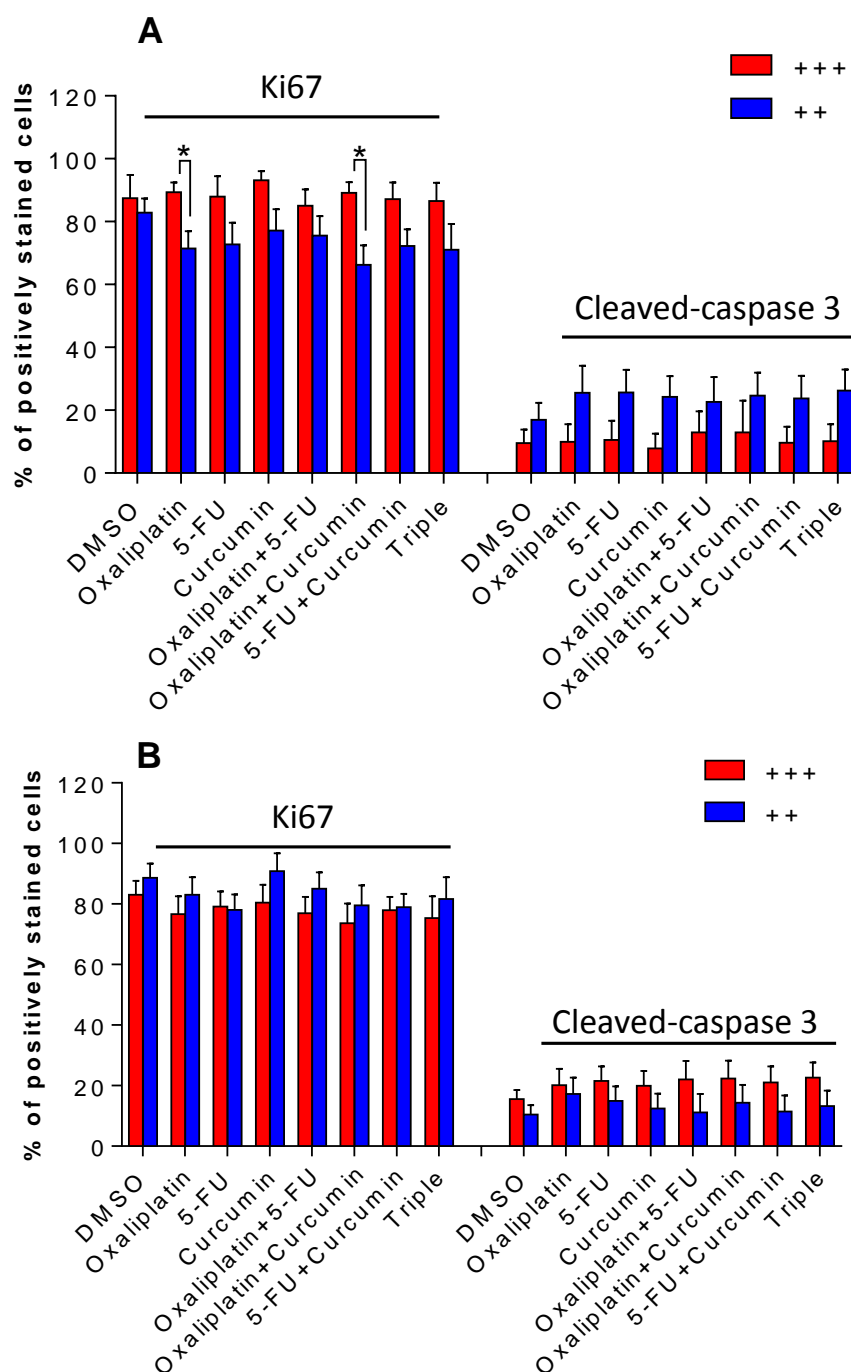 A
+++
++
Ki67
Cleaved-caspase 3
*
*
% of positively stained cells
120
100
80
60
40
20
0
DMSO
Oxaliplatin
5-FU
Curcumin
Oxaliplatin+5-FU
Oxaliplatin+Curcumin
5-FU+Curcumin
Triple
DMSO
Oxaliplatin
5-FU
Curcumin
Oxaliplatin+5-FU
Oxaliplatin+Curcumin
5-FU+Curcumin
Triple
B
+++
++
Ki67
Cleaved-caspase 3
% of positively stained cells
120
100
80
60
40
20
0
DMSO
Oxaliplatin
5-FU
Curcumin
Oxaliplatin+5-FU
Oxaliplatin+Curcumin
5-FU+Curcumin
Triple
DMSO
Oxaliplatin
5-FU
Curcumin
Oxaliplatin+5-FU
Oxaliplatin+Curcumin
5-FU+Curcumin
Triple